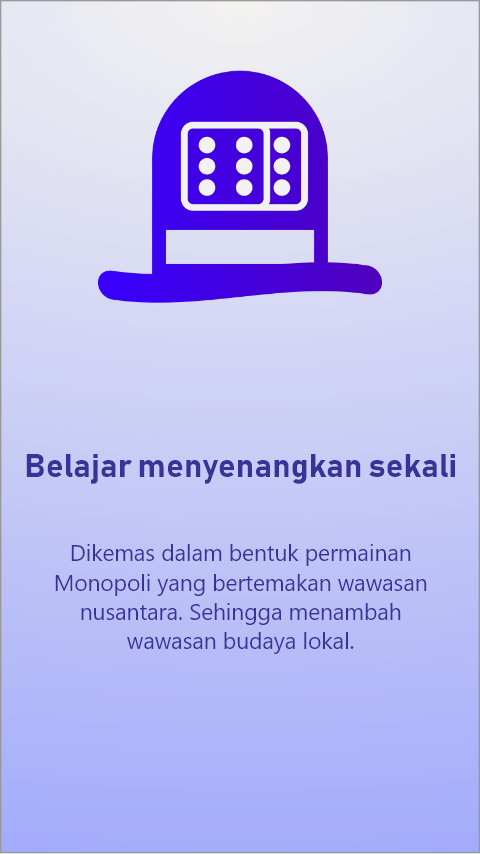 Belajar menyenangkan sekali
Dikemas dalam bentuk permainan
Monopoli yang bertemakan wawasan
nusantara. Sehingga menambah
wawasan budaya lokal.